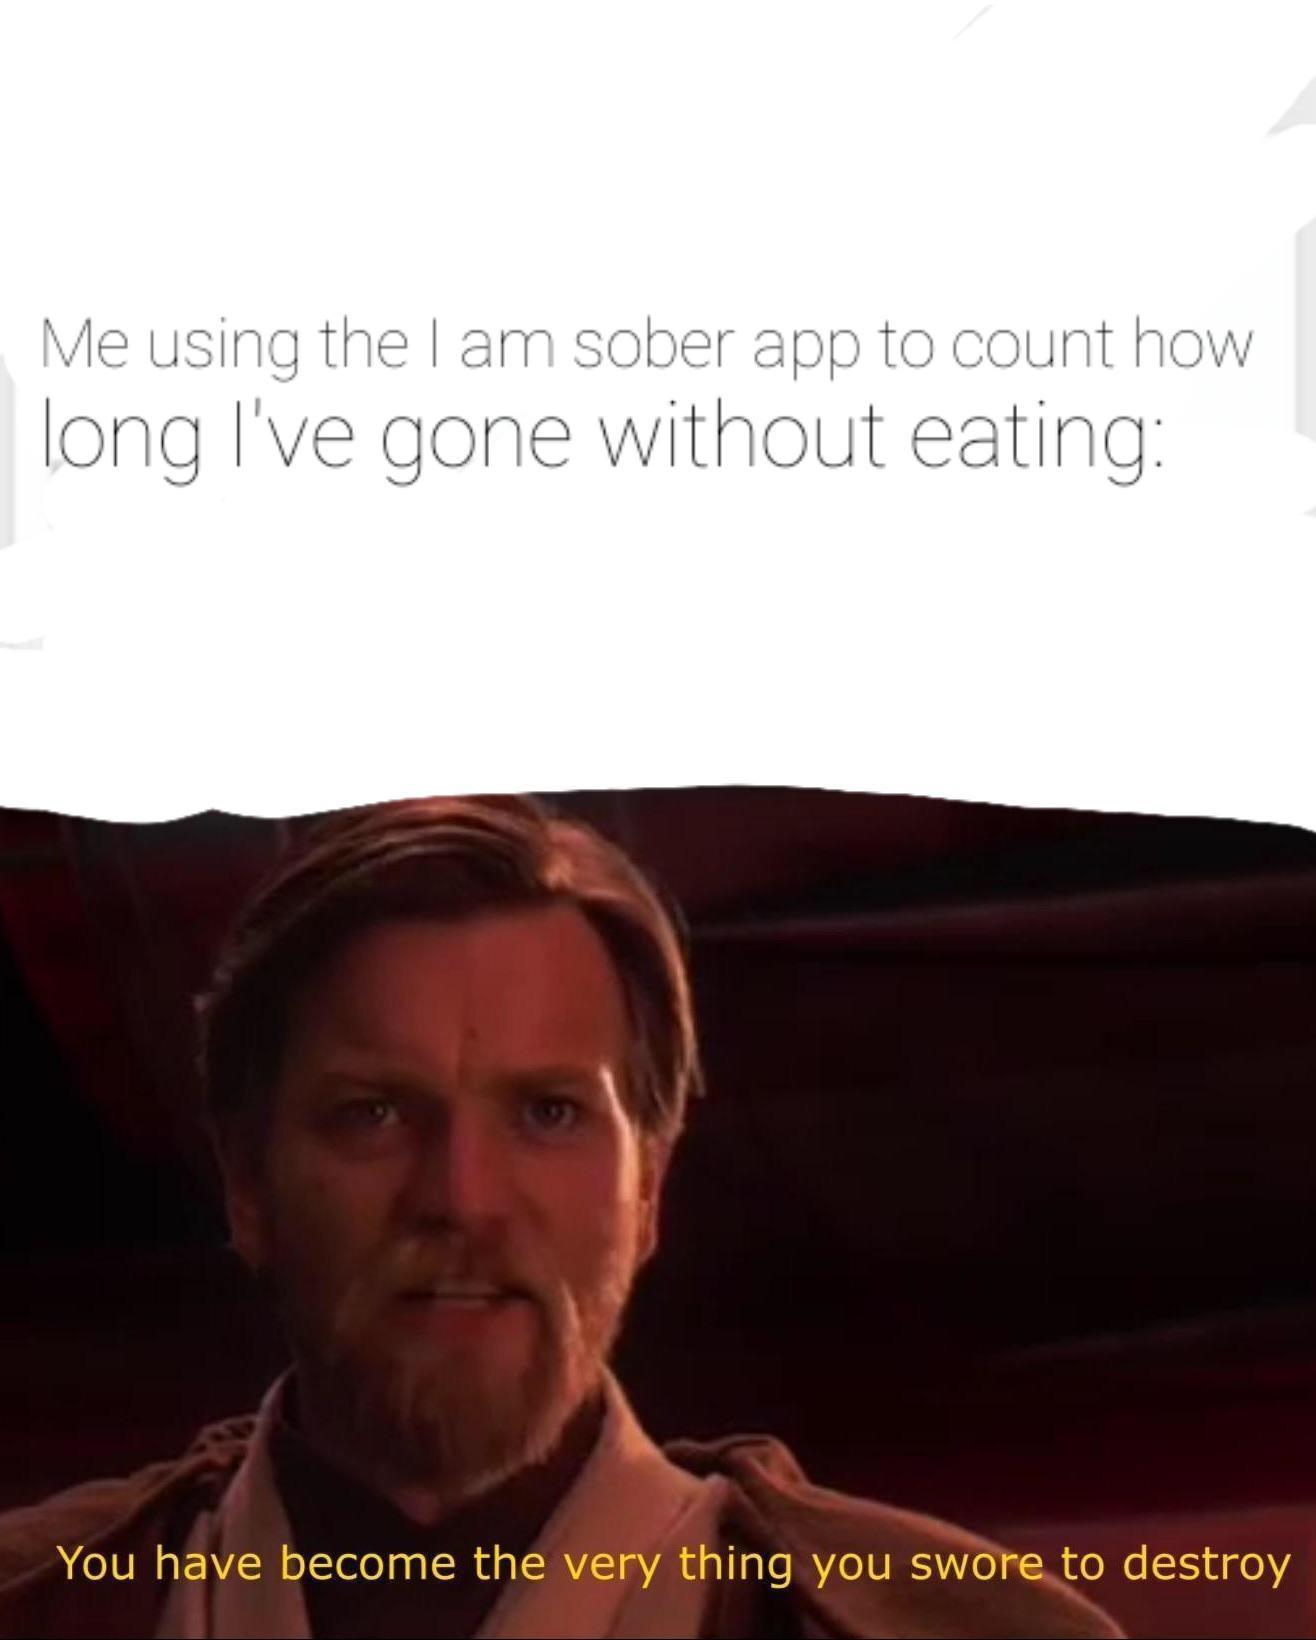 Me using the I am sober app to count how
long I've gone without eating:
You have become the very thing you swore to destroy